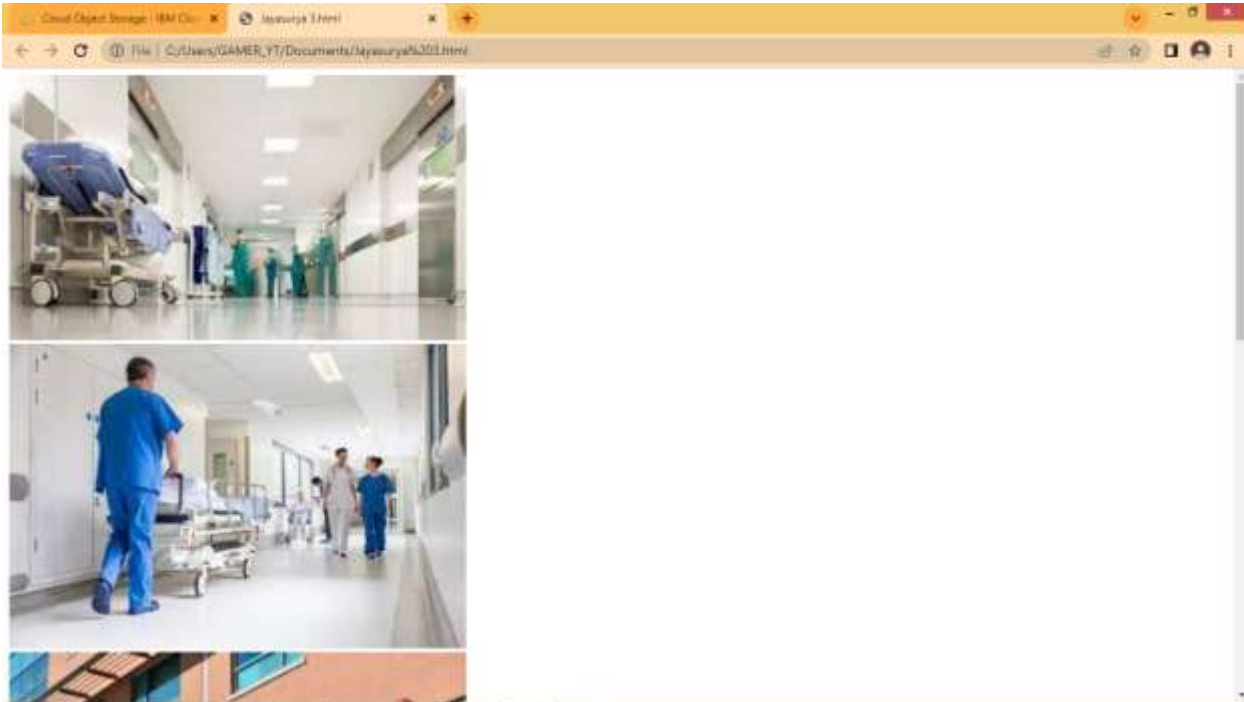 Cloud Object Storage - IBM Clo
Jayasurya 3.html
File | C:/Users/GAMER_YT/Documents/Jayasurya%203.html